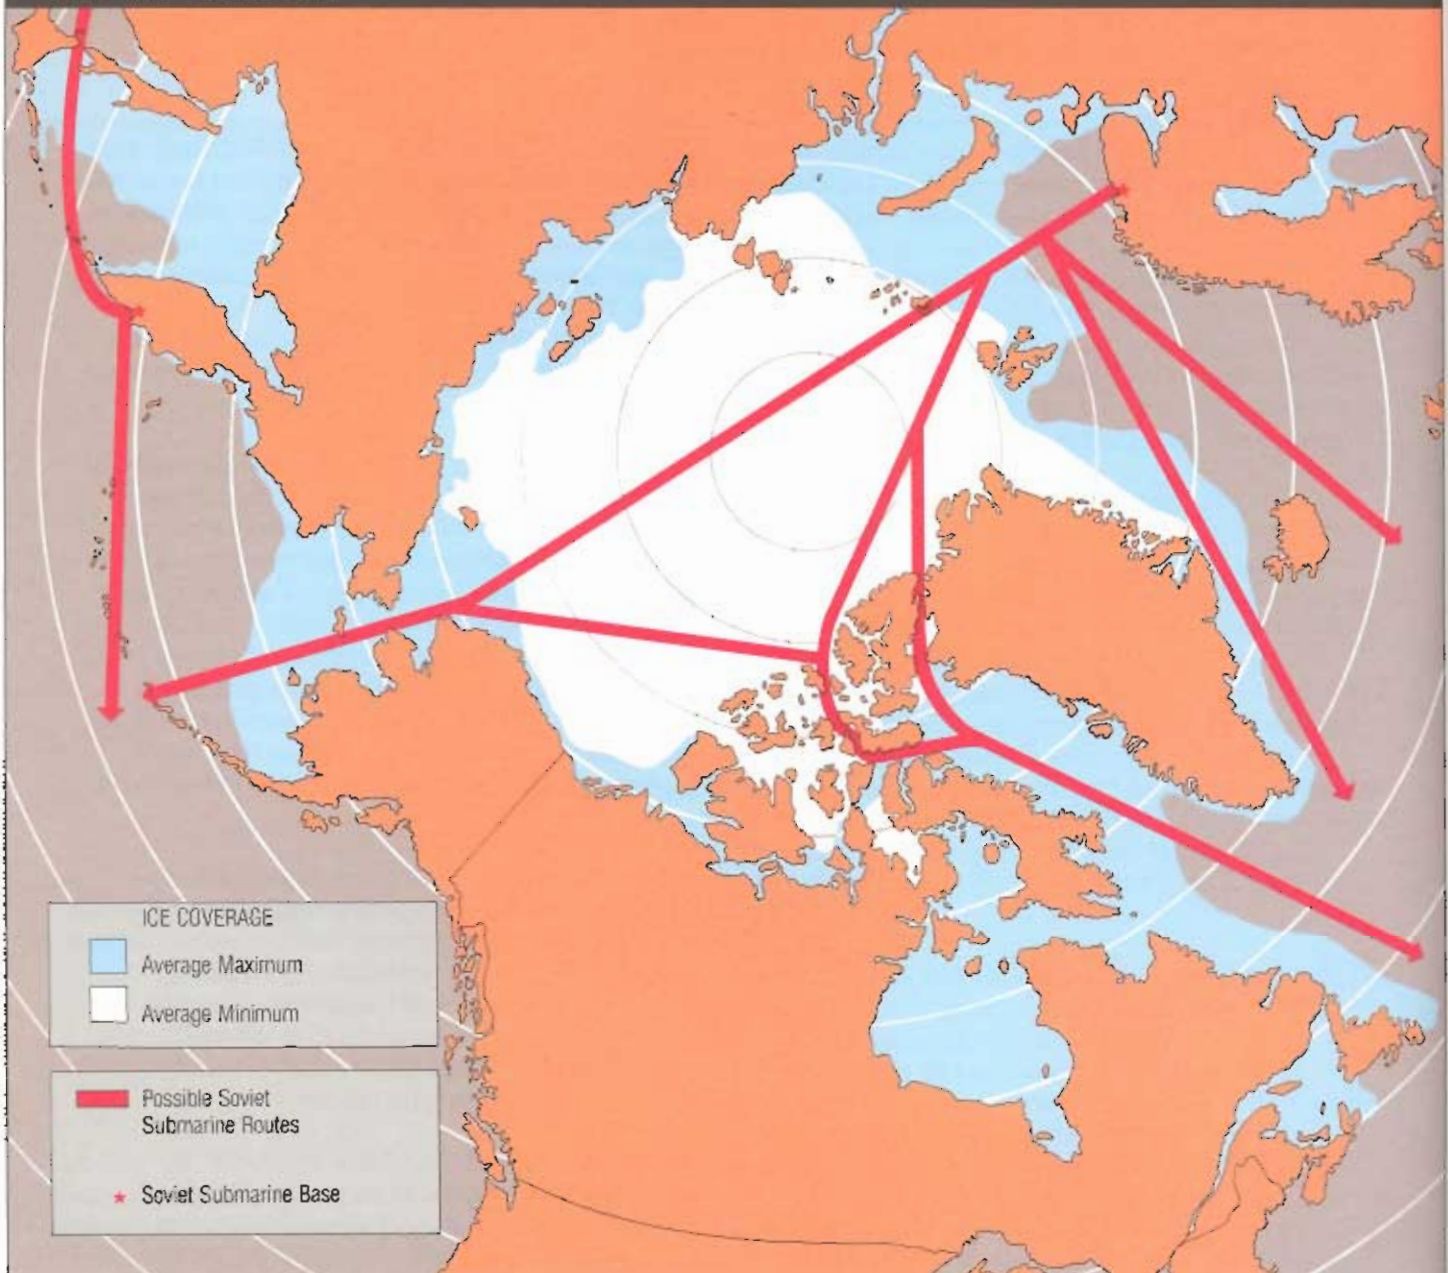 ICE COVERAGE
Average Maximum
Average Minimum
Possible Soviet
Submarine Routes
Soviet Submarine Base